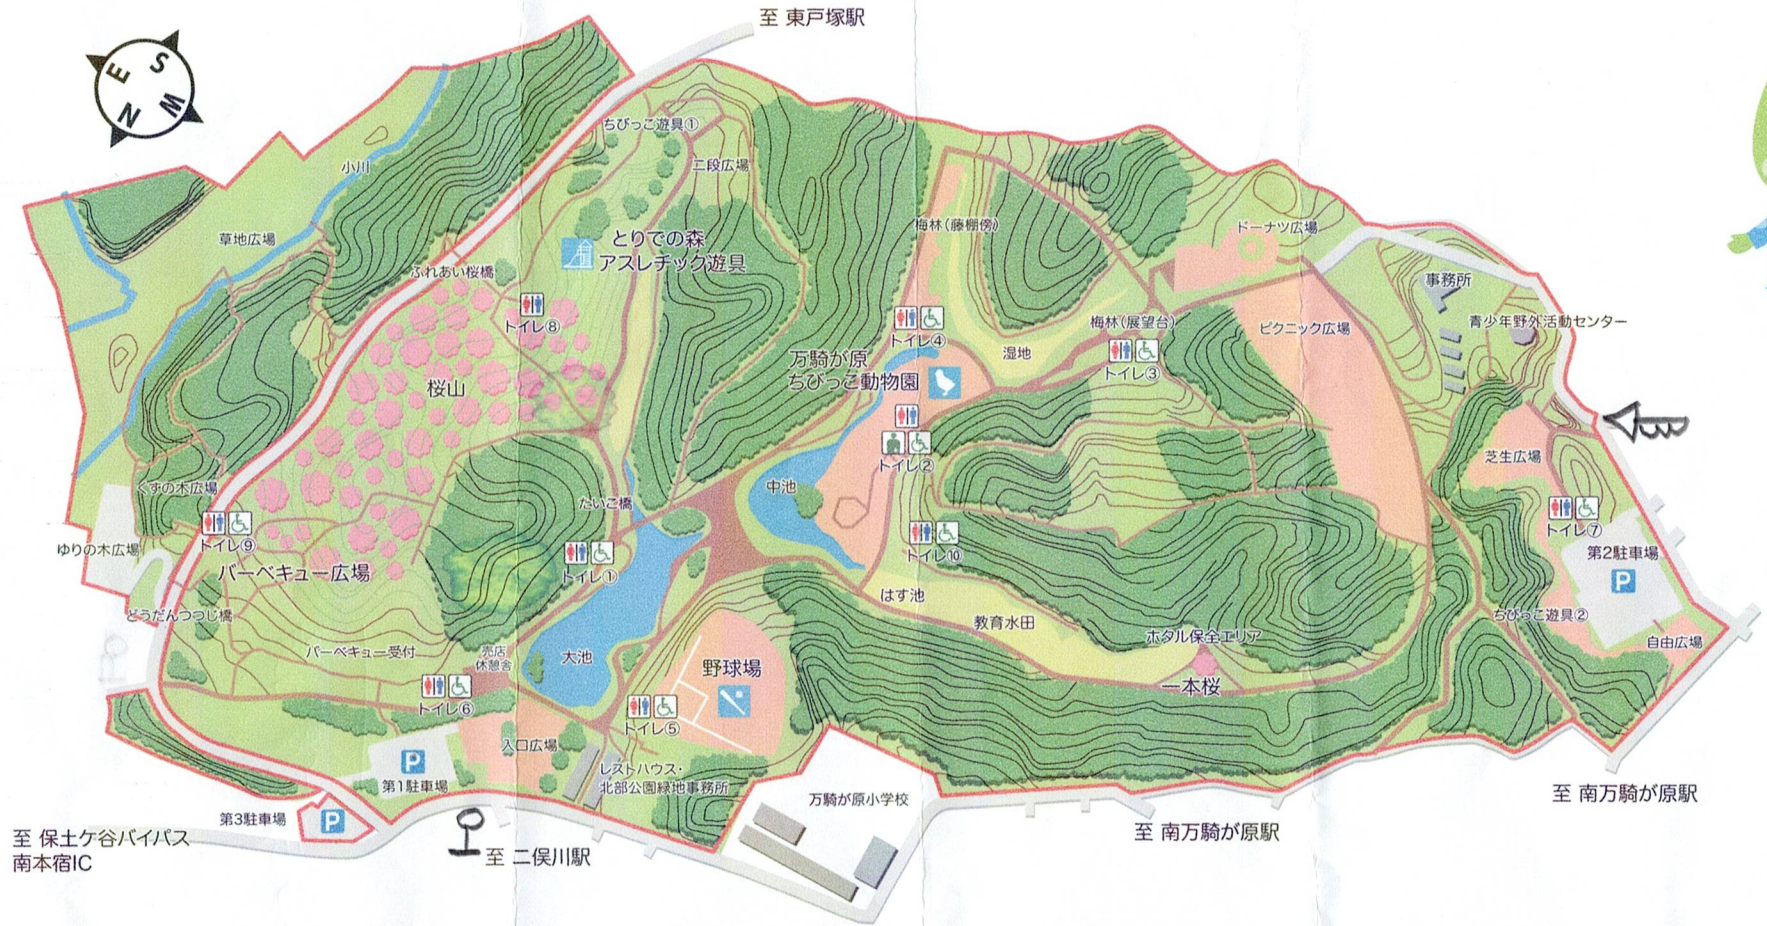 至 東戸塚駅
E
S
N
W
ちびっこ遊具①
小川
二段広場
草地広場
とりでの森
アスレチック遊具
ふれあい桜橋
トイレ⑧
梅林(藤棚傍)
ドーナツ広場
事務所
青少年野外活動センター
ピクニック広場
梅林(展望台)
トイレ④
湿地
トイレ③
万騎が原
ちびっこ動物園
桜山
トイレ②
芝生広場
くすの木広場
中池
たいこ橋
トイレ⑨
ゆりの木広場
トイレ⑦
第2駐車場
P
トイレ⑩
バーベキュー広場
トイレ①
はす池
教育水田
どうだんつつじ橋
ちびっこ遊具②
ホタル保全エリア
自由広場
バーベキュー受付
売店
休憩舎
大池
野球場
一本桜
トイレ⑥
トイレ⑤
入口広場
P
第1駐車場
レストハウス・
北部公園緑地事務所
万騎が原小学校
第3駐車場
P
至 南万騎が原駅
至 南万騎が原駅
至 保土ケ谷バイパス
南本宿IC
至 二俣川駅